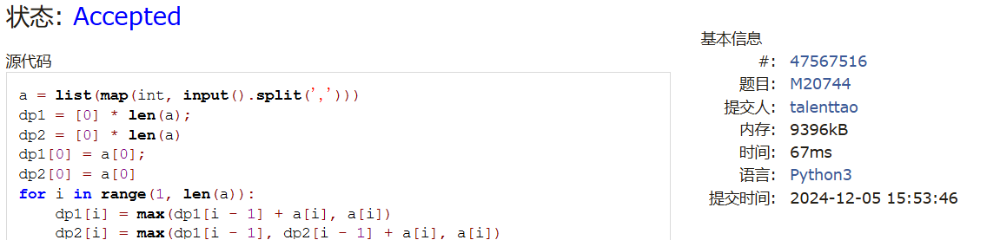 状态: Accepted
源代码
a = list(map(int, input().split(',')))
dp1 = [0] * len(a);
dp2 = [0] * len(a)
dp1[0] = a[0];
dp2[0] = a[0]
for i in range(1, len(a)):
    dp1[i] = max(dp1[i - 1] + a[i], a[i])
    dp2[i] = max(dp1[i - 1], dp2[i - 1] + a[i], a[i])
基本信息
#: 47567516
题目: M20744
提交人: talenttao
内存: 9396kB
时间: 67ms
语言: Python3
提交时间: 2024-12-05 15:53:46